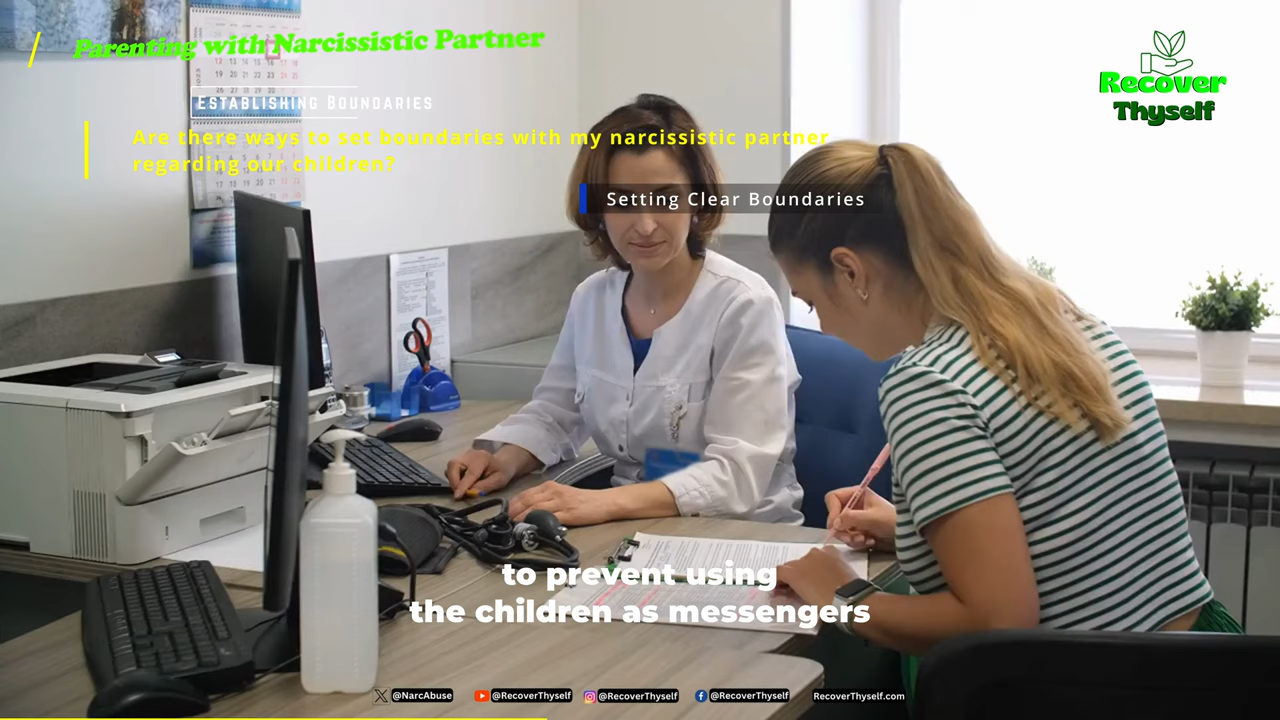 Parenting with Narcissistic Partner
Recover
Thyself
Establishing Boundaries
Are there ways to set boundaries with my narcissistic partner
regarding our children?
Setting Clear Boundaries
to prevent using
the children as messengers
@NarcAbuse @RecoverThyself @RecoverThyself @RecoverThyself RecoverThyself.com